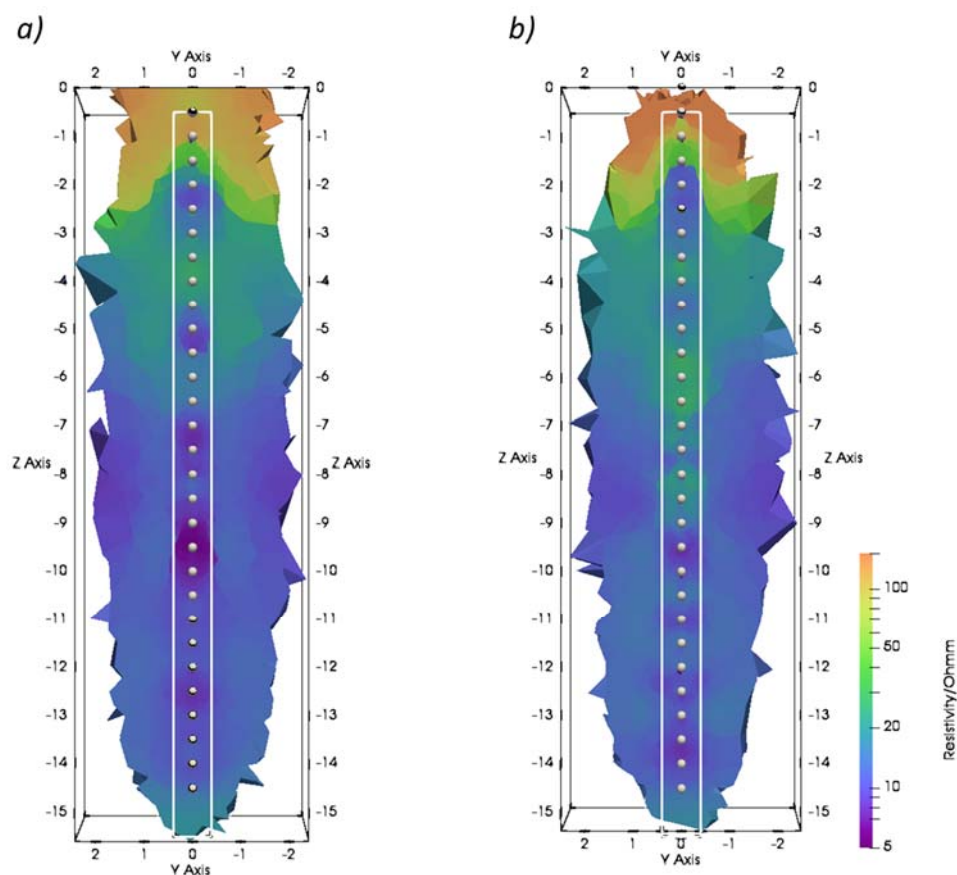 a)
b)
Y Axis
Y Axis
2 1 0 -1 -2
2 1 0 -1 -2
0 0 0 0
-1 -1 -1 -1
-2 -2 -2 -2
-3 -3 -3 -3
-4 -4 -4 -4
-5 -5 -5 -5
-6 -6 -6 -6
-7 -7 -7 -7
Z Axis Z Axis Z Axis Z Axis
-8 -8 -8 -8
-9 -9 -9 -9
-10 -10 -10 -10
-11 -11 -11 -11
-12 -12 -12 -12
-13 -13 -13 -13
-14 -14 -14 -14
-15 -15 -15 -15
2 1 0 -1 -2
2 1 0 -1 -2
Y Axis
Y Axis
100
50
20
10
5
Resistivity/Ohmm